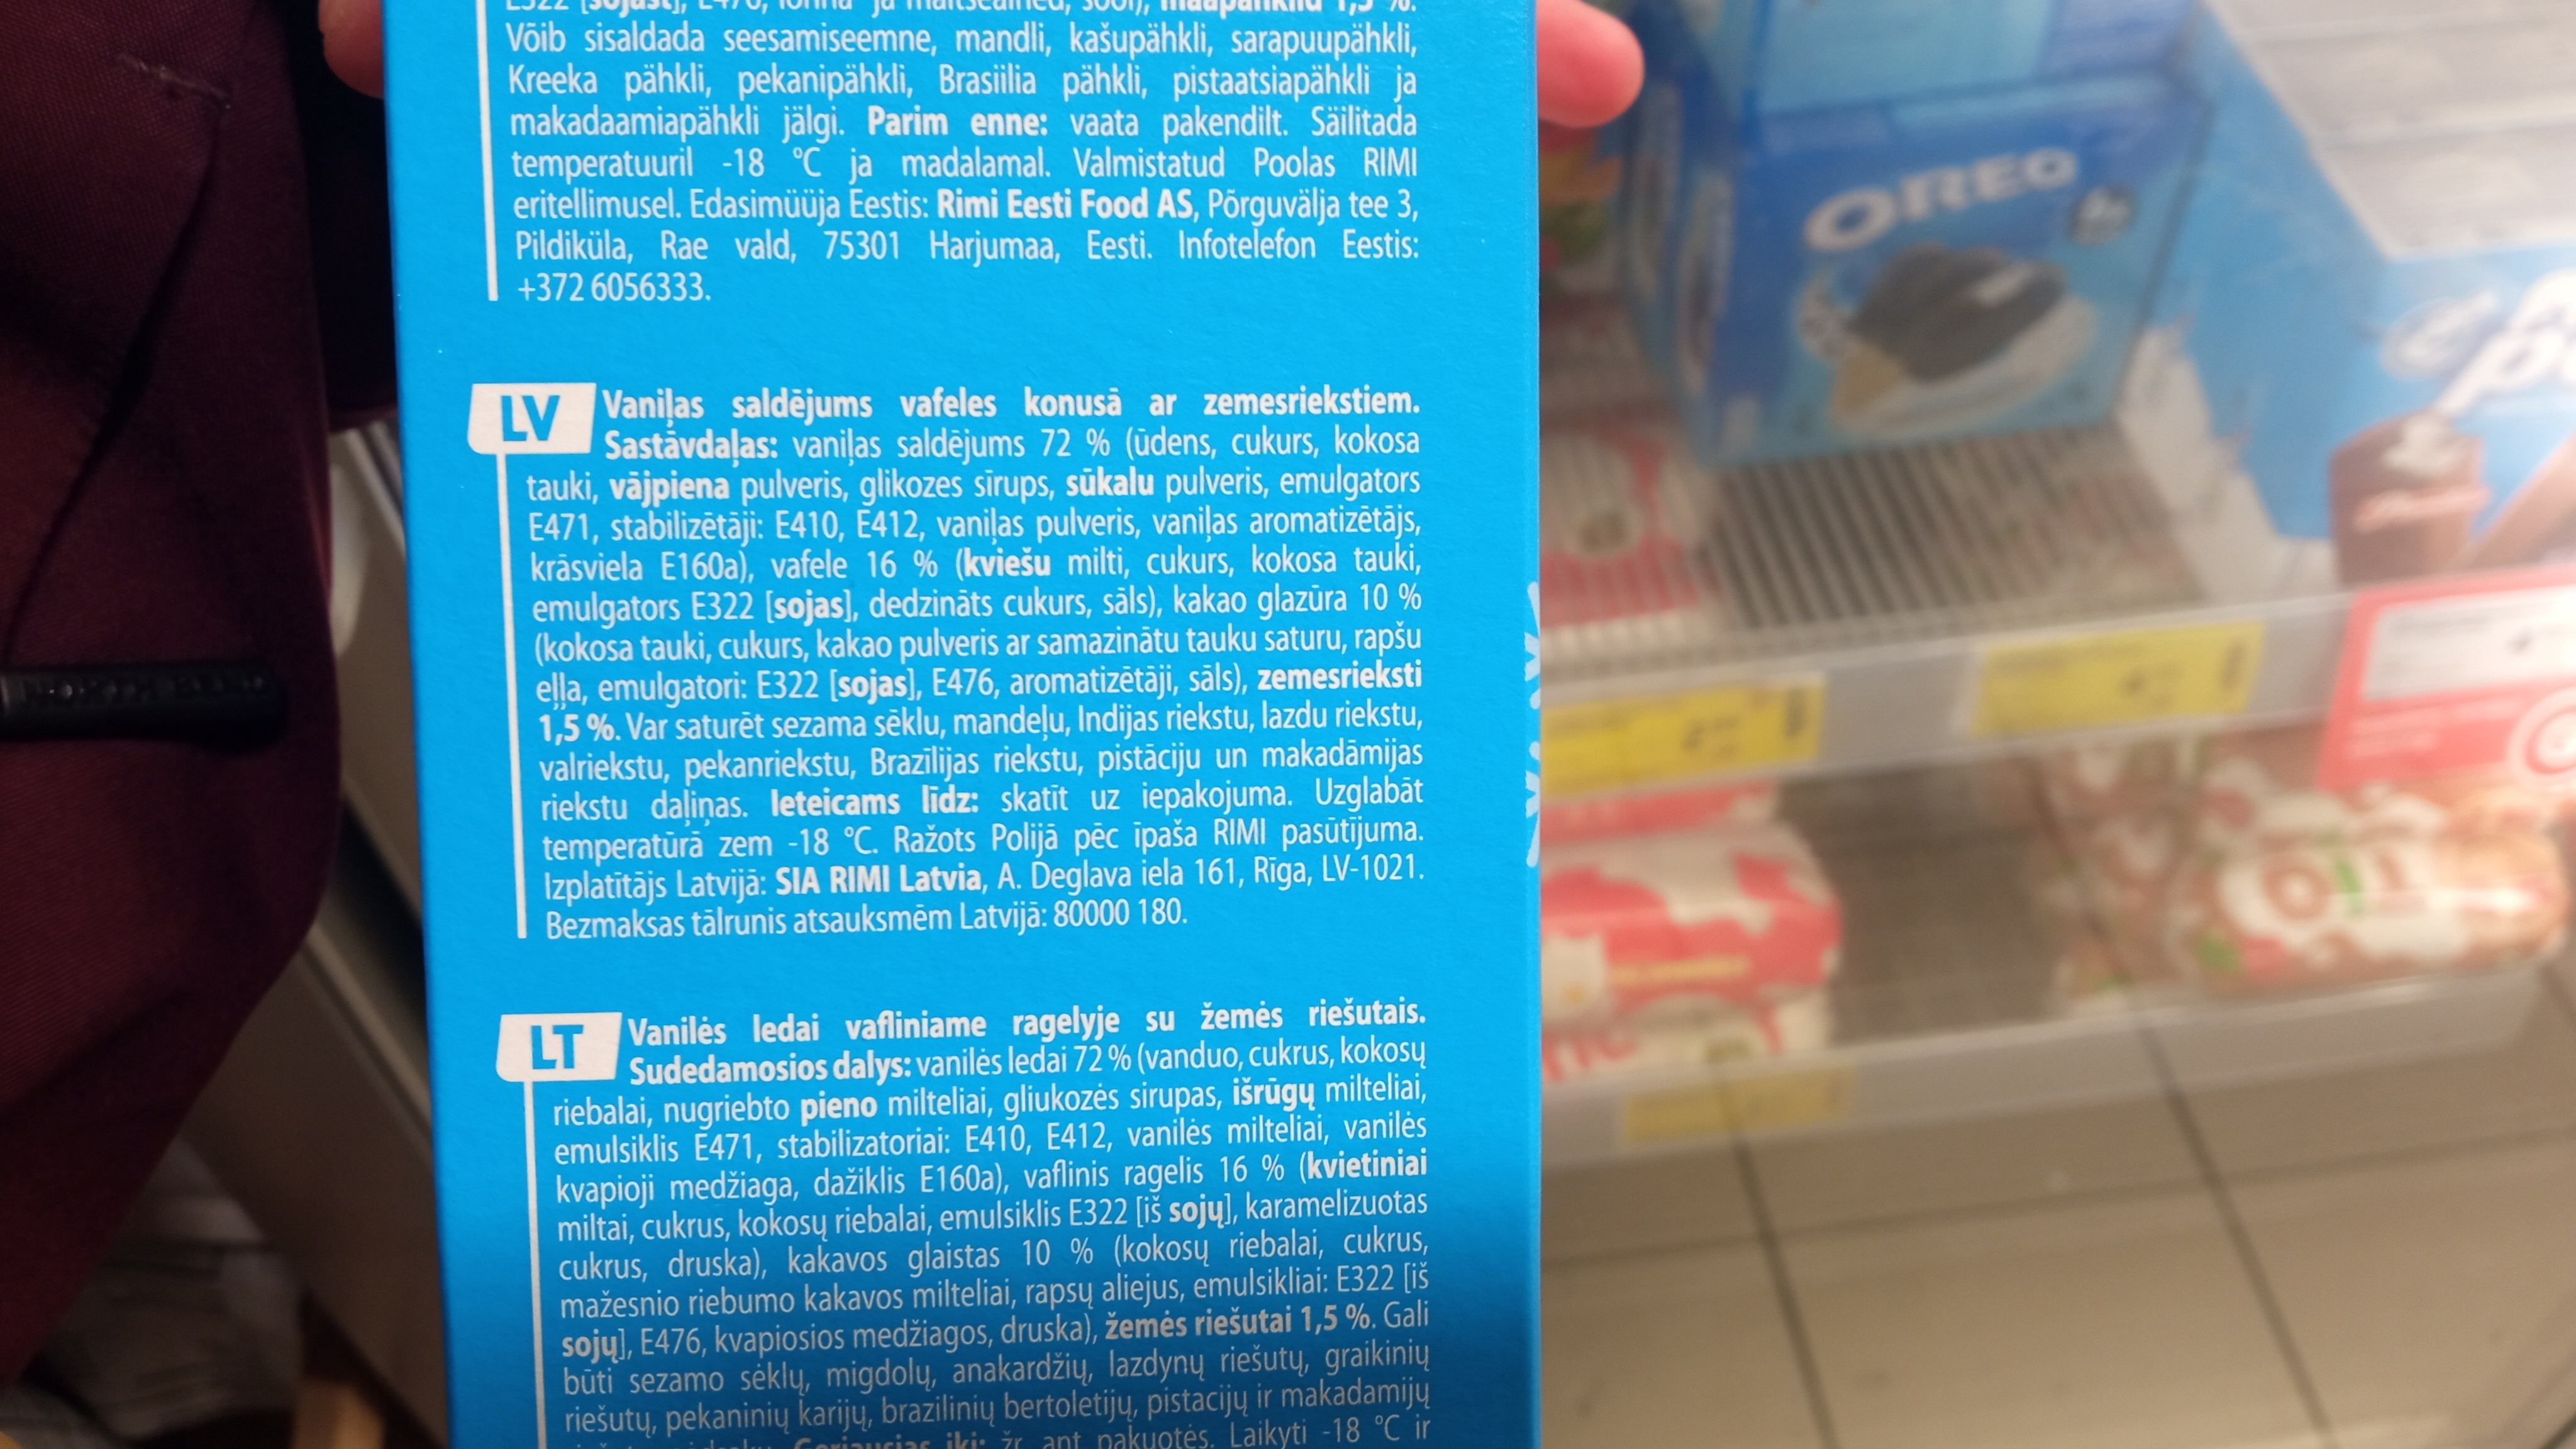 E322 [sojast], E476, lõhna- ja maitseained, sool), maapähklid 1,5 %.
Võib sisaldada seesamiseemne, mandli, kašupähkli, sarapuupähkli,
Kreeka pähkli, pekanipähkli, Brasiilia pähkli, pistaatsiapähkli ja
makadaamiapähkli jälgi. Parim enne: vaata pakendilt. Säilitada
temperatuuril -18 °C ja madalamal. Valmistatud Poolas RIMI
eritellimusel. Edasimüüja Eestis: Rimi Eesti Food AS, Põrguvälja tee 3,
Pildiküla, Rae vald, 75301 Harjumaa, Eesti. Infotelefon Eestis:
+372 6056333.
LV Vaniļas saldējums vafeles konusā ar zemesriekstiem.
Sastāvdaļas: vaniļas saldējums 72 % (ūdens, cukurs, kokosa
tauki, vājpiena pulveris, glikozes sīrups, sūkalu pulveris, emulgators
E471, stabilizētāji: E410, E412, vaniļas pulveris, vaniļas aromatizētājs,
krāsviela E160a), vafele 16 % (kviešu milti, cukurs, kokosa tauki,
emulgators E322 [sojas], dedzināts cukurs, sāls), kakao glazūra 10 %
(kokosa tauki, cukurs, kakao pulveris ar samazinātu tauku saturu, rapšu
eļļa, emulgatori: E322 [sojas], E476, aromatizētāji, sāls), zemesrieksti
1,5 %. Var saturēt sezama sēklu, mandeļu, Indijas riekstu, lazdu riekstu,
valriekstu, pekanriekstu, Brazīlijas riekstu, pistāciju un makadāmijas
riekstu daļiņas. Ieteicams līdz: skatīt uz iepakojuma. Uzglabāt
temperatūrā zem -18 °C. Ražots Polijā pēc īpaša RIMI pasūtījuma.
Izplatītājs Latvijā: SIA RIMI Latvia, A. Deglava iela 161, Rīga, LV-1021.
Bezmaksas tālrunis atsauksmēm Latvijā: 80000 180.
LT Vanilės ledai vafliniame ragelyje su žemės riešutais.
Sudedamosios dalys: vanilės ledai 72 % (vanduo, cukrus, kokosų
riebalai, nugriebto pieno milteliai, gliukozės sirupas, išrūgų milteliai,
emulsiklis E471, stabilizatoriai: E410, E412, vanilės milteliai, vanilės
kvapioji medžiaga, dažiklis E160a), vaflinis ragelis 16 % (kvietiniai
miltai, cukrus, kokosų riebalai, emulsiklis E322 [iš sojų], karamelizuotas
cukrus, druska), kakavos glaistas 10 % (kokosų riebalai, cukrus,
mažesnio riebumo kakavos milteliai, rapsų aliejus, emulsikliai: E322 [iš
sojų], E476, kvapiosios medžiagos, druska), žemės riešutai 1,5 %. Gali
būti sezamo sėklų, migdolų, anakardžių, lazdynų riešutų, graikinių
riešutų, pekaninių karijų, brazilinių bertoletijų, pistacijų ir makadamijų
Geriausias iki: žr. ant pakuotės. Laikyti -18 °C ir
OREO